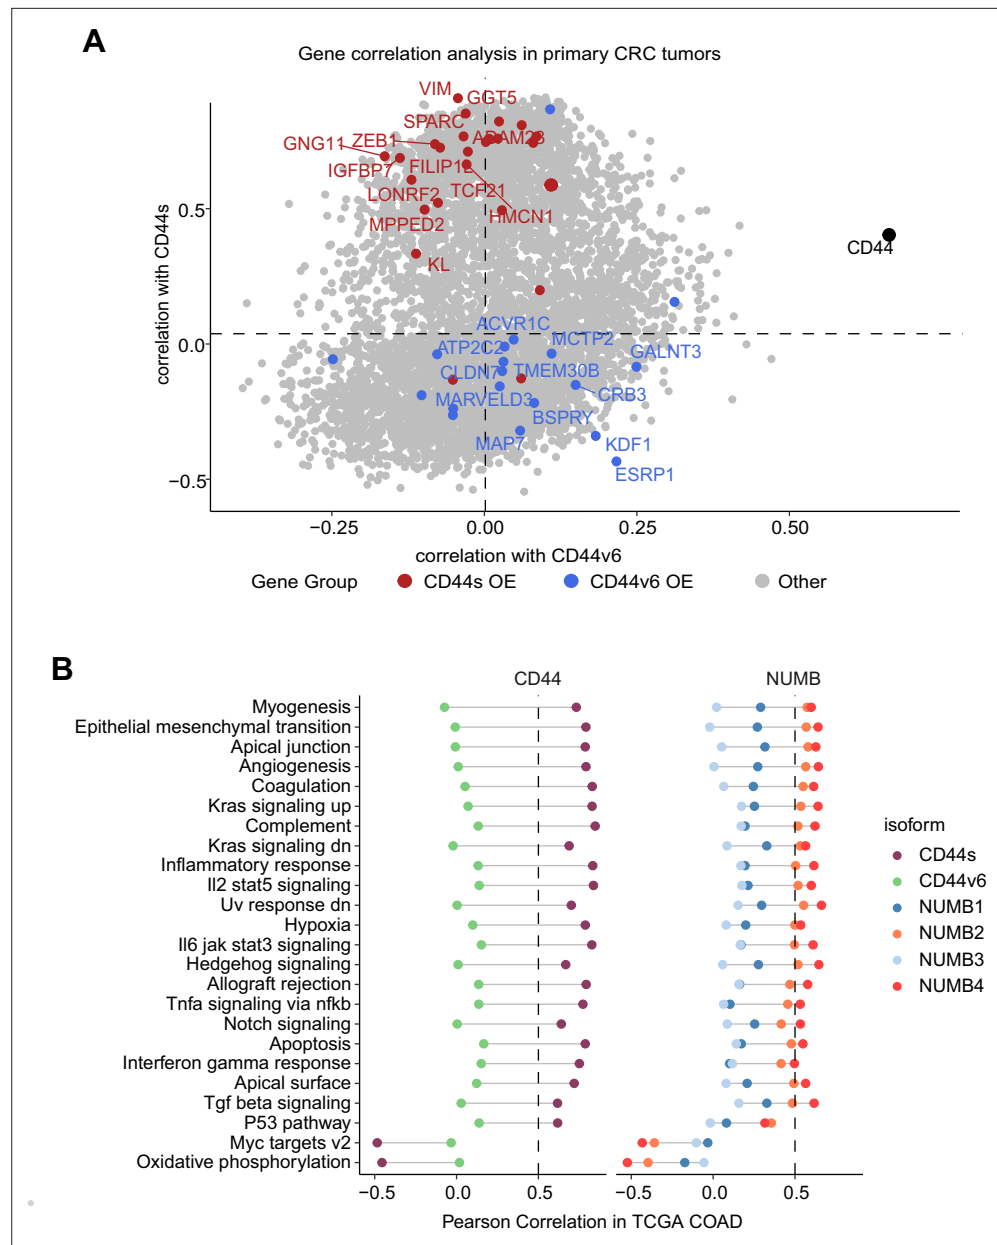 A
Gene correlation analysis in primary CRC tumors
VIM
GGT5
SPARC
GNG11
ZEB1
ADAM23
IGFBP7
FILIP1L
LONRF2
TCF21
HMCN1
MPPED2
KL
CD44
ACVR1C
ATP2C2
MCTP2
GALNT3
CLDN7
TMEM30B
MARVELD3
CRB3
BSPRY
MAP7
KDF1
ESRP1
correlation with CD44s
0.5
0.0
−0.5
−0.25 0.00 0.25 0.50
correlation with CD44v6
Gene Group CD44s OE CD44v6 OE Other
B
CD44 NUMB
Myogenesis
Epithelial mesenchymal transition
Apical junction
Angiogenesis
Coagulation
Kras signaling up
Complement
Kras signaling dn
Inflammatory response
Il2 stat5 signaling
Uv response dn
Hypoxia
Il6 jak stat3 signaling
Hedgehog signaling
Allograft rejection
Tnfa signaling via nfkb
Notch signaling
Apoptosis
Interferon gamma response
Apical surface
Tgf beta signaling
P53 pathway
Myc targets v2
Oxidative phosphorylation
−0.5 0.0 0.5 −0.5 0.0 0.5
Pearson Correlation in TCGA COAD
isoform
CD44s
CD44v6
NUMB1
NUMB2
NUMB3
NUMB4